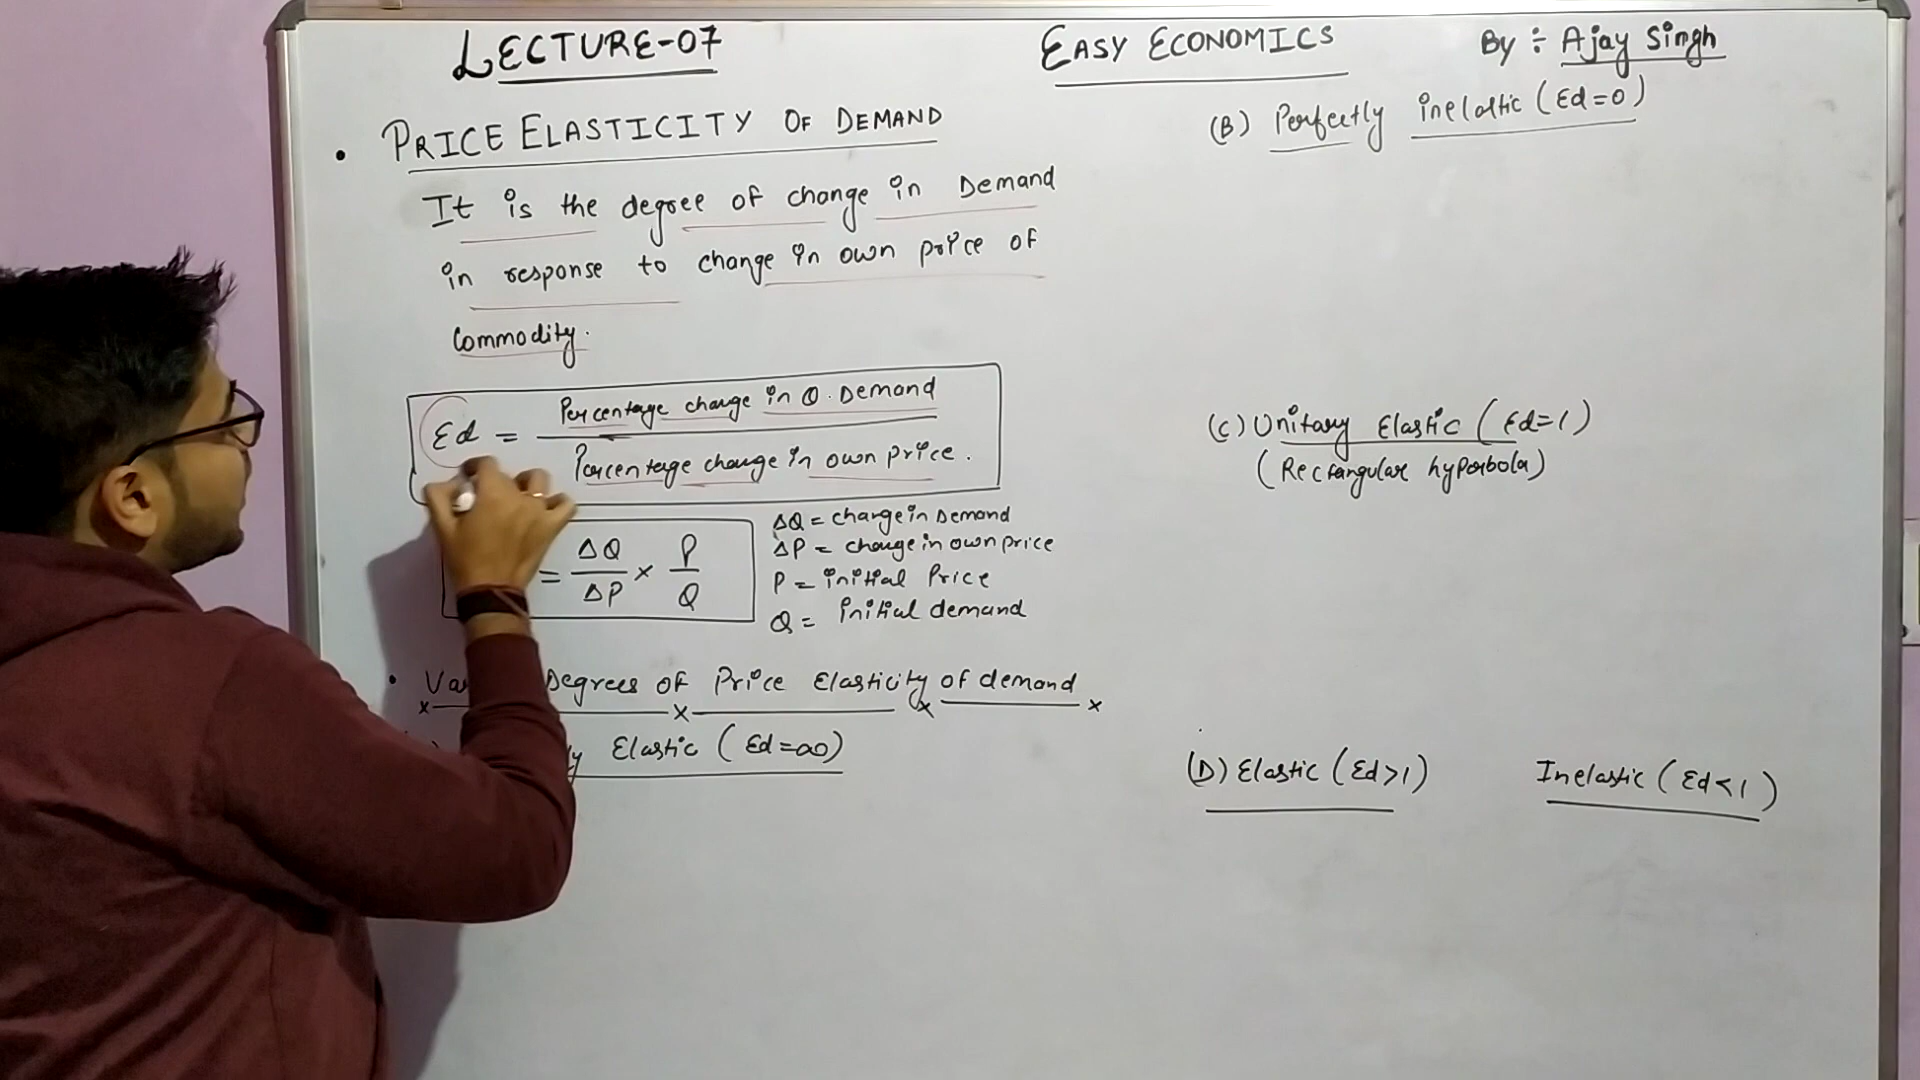 LECTURE-07
EASY ECONOMICS
By ÷ Ajay Singh
• PRICE ELASTICITY OF DEMAND
It is the degree of change in Demand
in response to change in own price of
Commodity.
Ed = Percentage change in Q. Demand
Percentage change in own price.
= ΔQ/ΔP × P/Q
ΔQ = change in Demand
ΔP = change in own price
P = initial Price
Q = initial demand
• Degrees of Price Elasticity of demand
Elastic (Ed=∞)
(B) Perfectly inelastic (Ed=0)
(C) Unitary Elastic (Ed=1)
(Rectangular hyperbola)
(D) Elastic (Ed>1)
Inelastic (Ed<1)